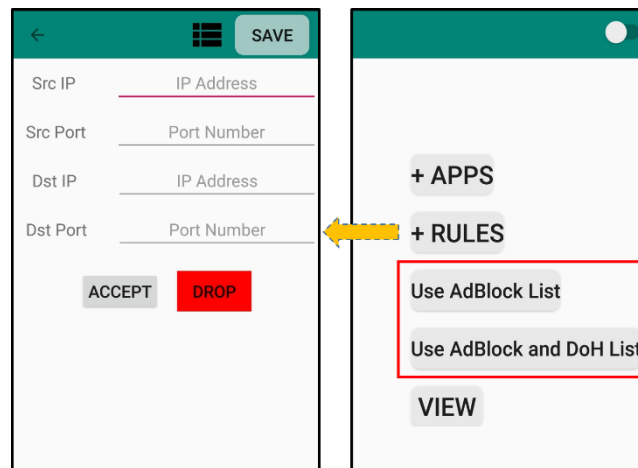 SAVE
Src IP IP Address
Src Port Port Number
Dst IP IP Address
Dst Port Port Number
ACCEPT DROP
+ APPS
+ RULES
Use AdBlock List
Use AdBlock and DoH List
VIEW